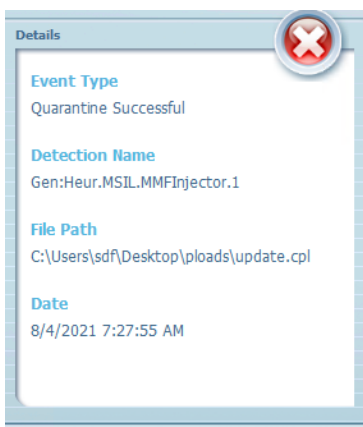 Details
Event Type
Quarantine Successful
Detection Name
Gen:Heur.MSIL.MMFInjector.1
File Path
C:\Users\sdf\Desktop\ploads\update.cpl
Date
8/4/2021 7:27:55 AM